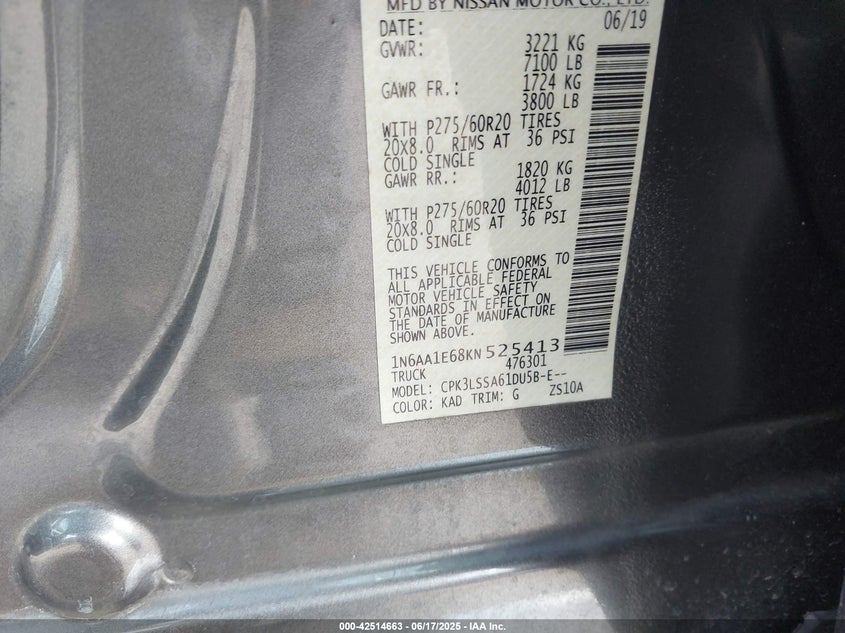 MFD BY NISSAN MOTOR CO., LTD.
DATE: 06/19
GVWR: 3221 KG
7100 LB
GAWR FR.: 1724 KG
3800 LB
WITH P275/60R20 TIRES
20X8.0 RIMS AT 36 PSI
COLD SINGLE
GAWR RR.: 1820 KG
4012 LB
WITH P275/60R20 TIRES
20X8.0 RIMS AT 36 PSI
COLD SINGLE
THIS VEHICLE CONFORMS TO
ALL APPLICABLE FEDERAL
MOTOR VEHICLE SAFETY
STANDARDS IN EFFECT ON
THE DATE OF MANUFACTURE
SHOWN ABOVE.
1N6AA1E68KN525413
TRUCK 476301
MODEL: CPK3LSSA61DU5B-E--
COLOR: KAD TRIM: G ZS10A
000-42514663 - 06/17/2025 - IAA Inc.